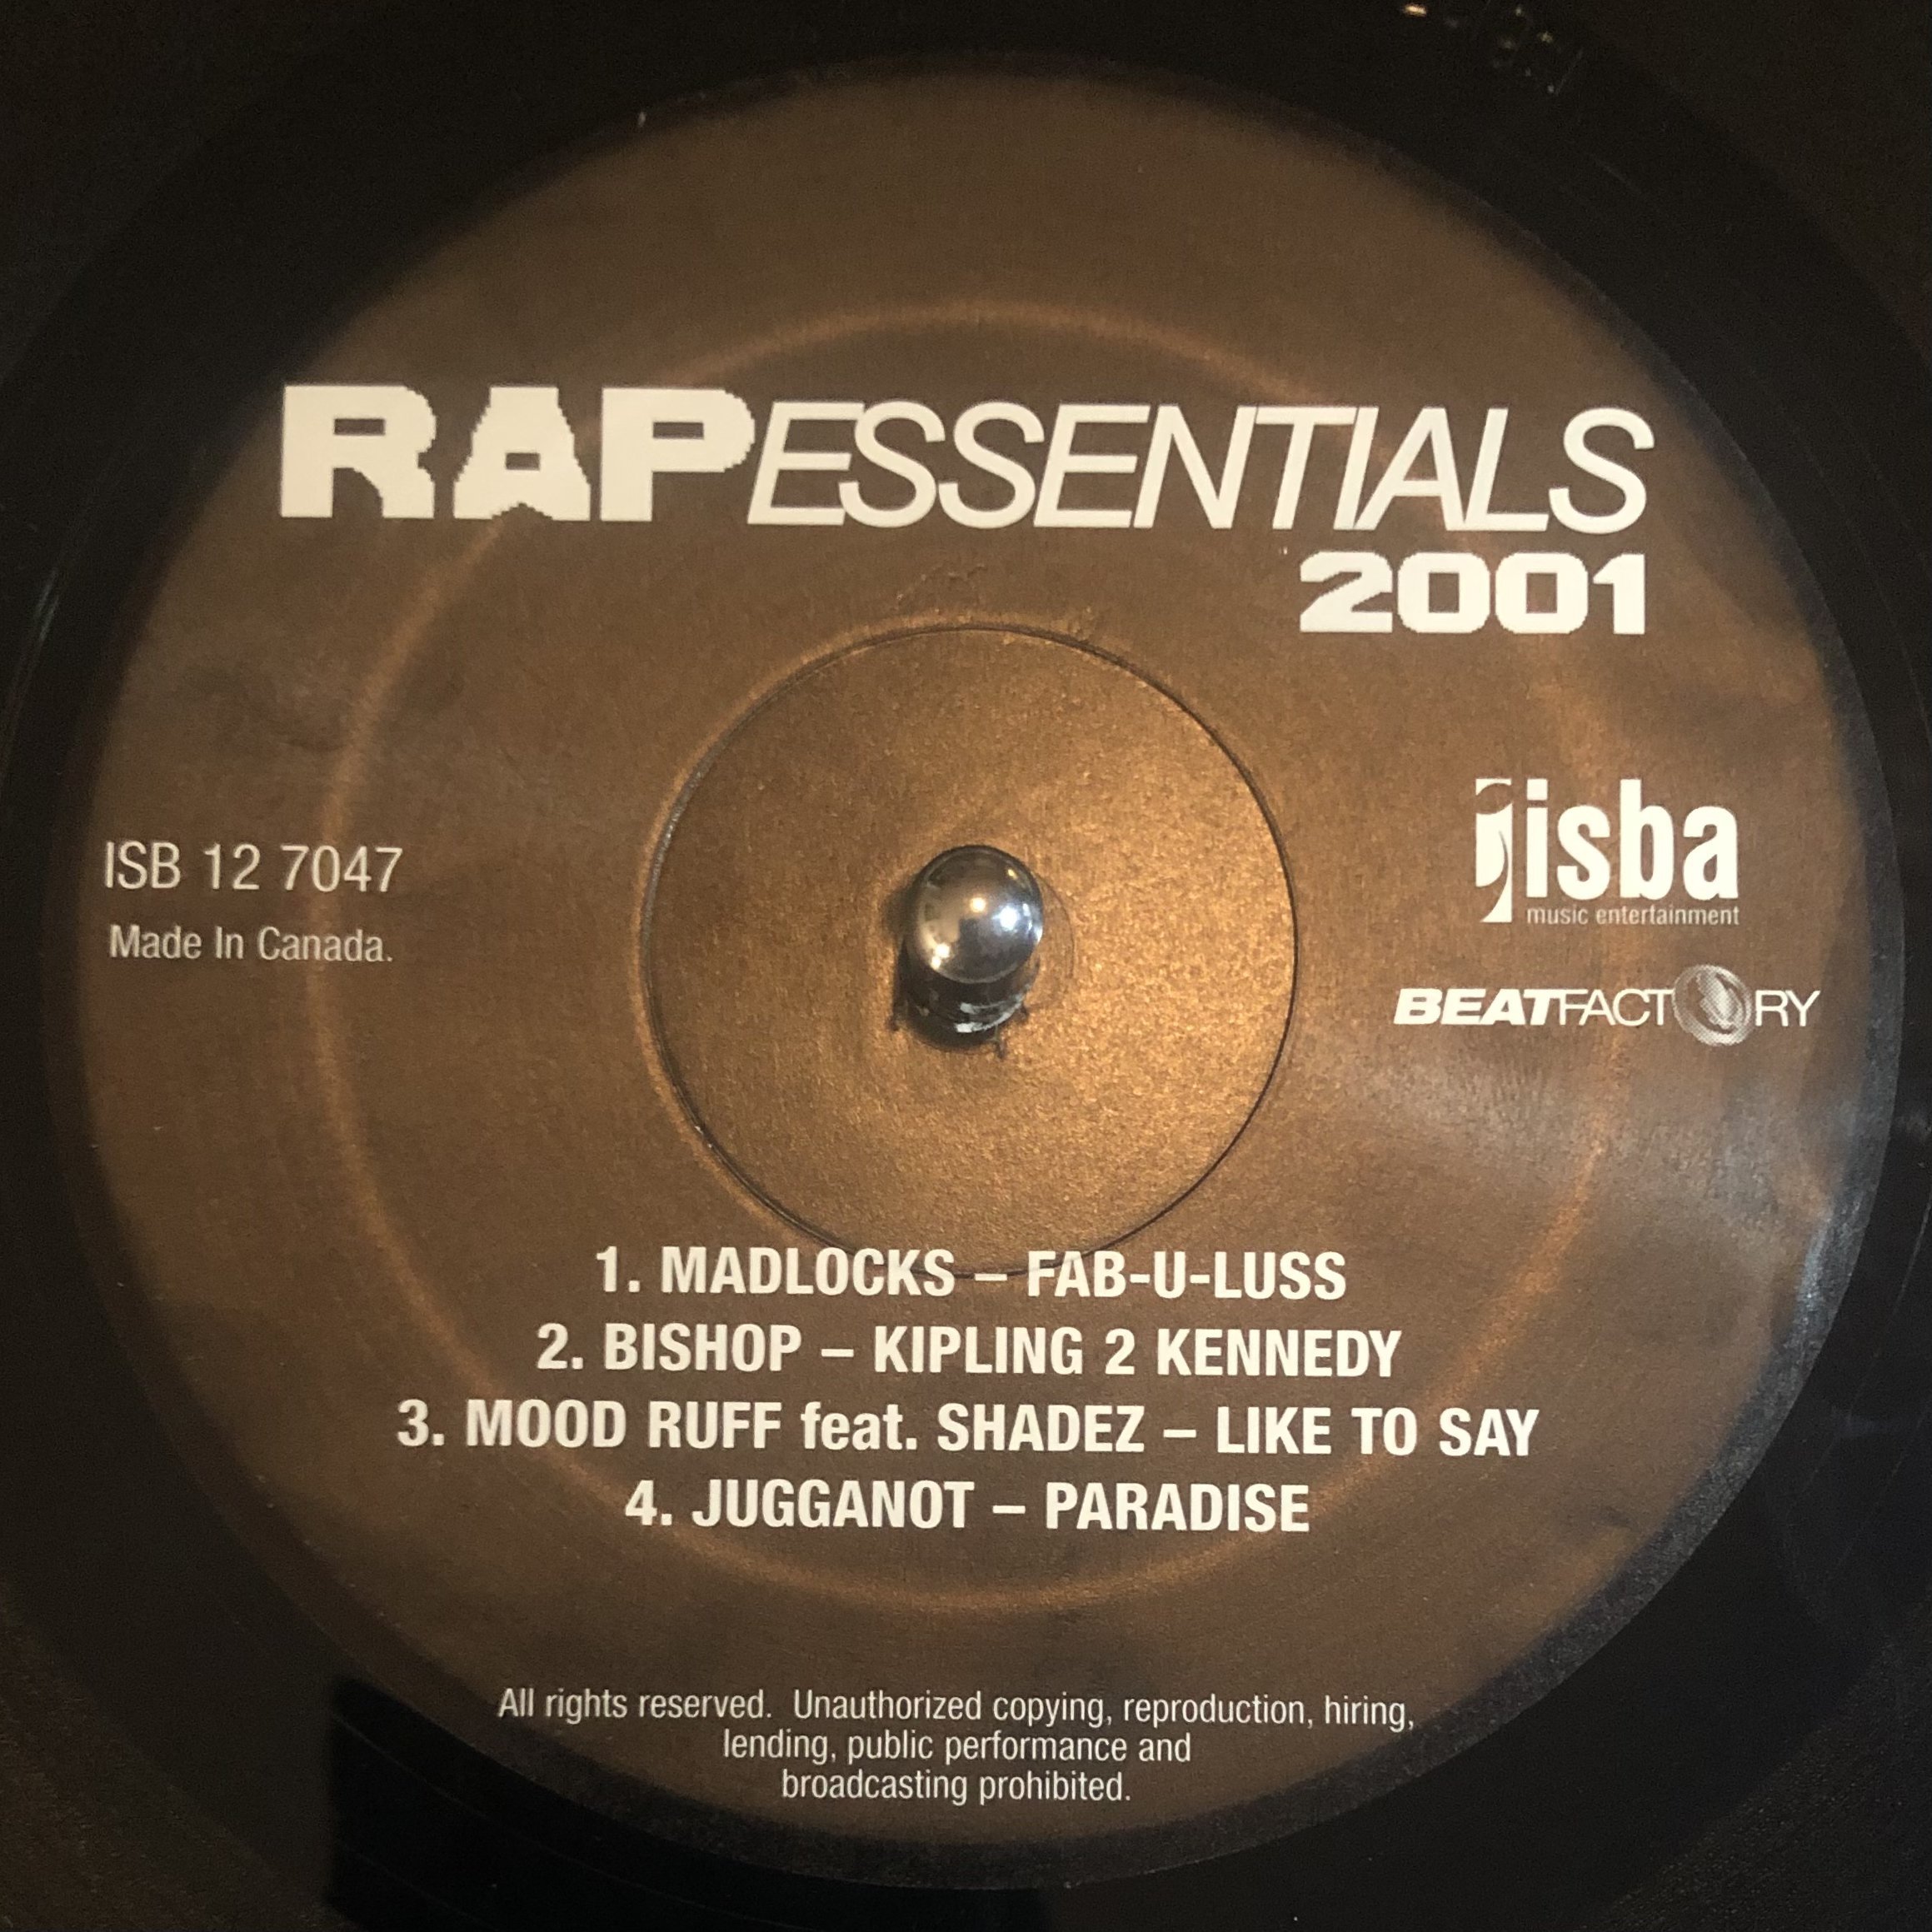 RAPESSENTIALS
2001
ISB 12 7047
Made In Canada.
isba
music entertainment
BEATFACTORY
1. MADLOCKS – FAB-U-LUSS
2. BISHOP – KIPLING 2 KENNEDY
3. MOOD RUFF feat. SHADEZ – LIKE TO SAY
4. JUGGANOT – PARADISE
All rights reserved.  Unauthorized copying, reproduction, hiring,
lending, public performance and
broadcasting prohibited.